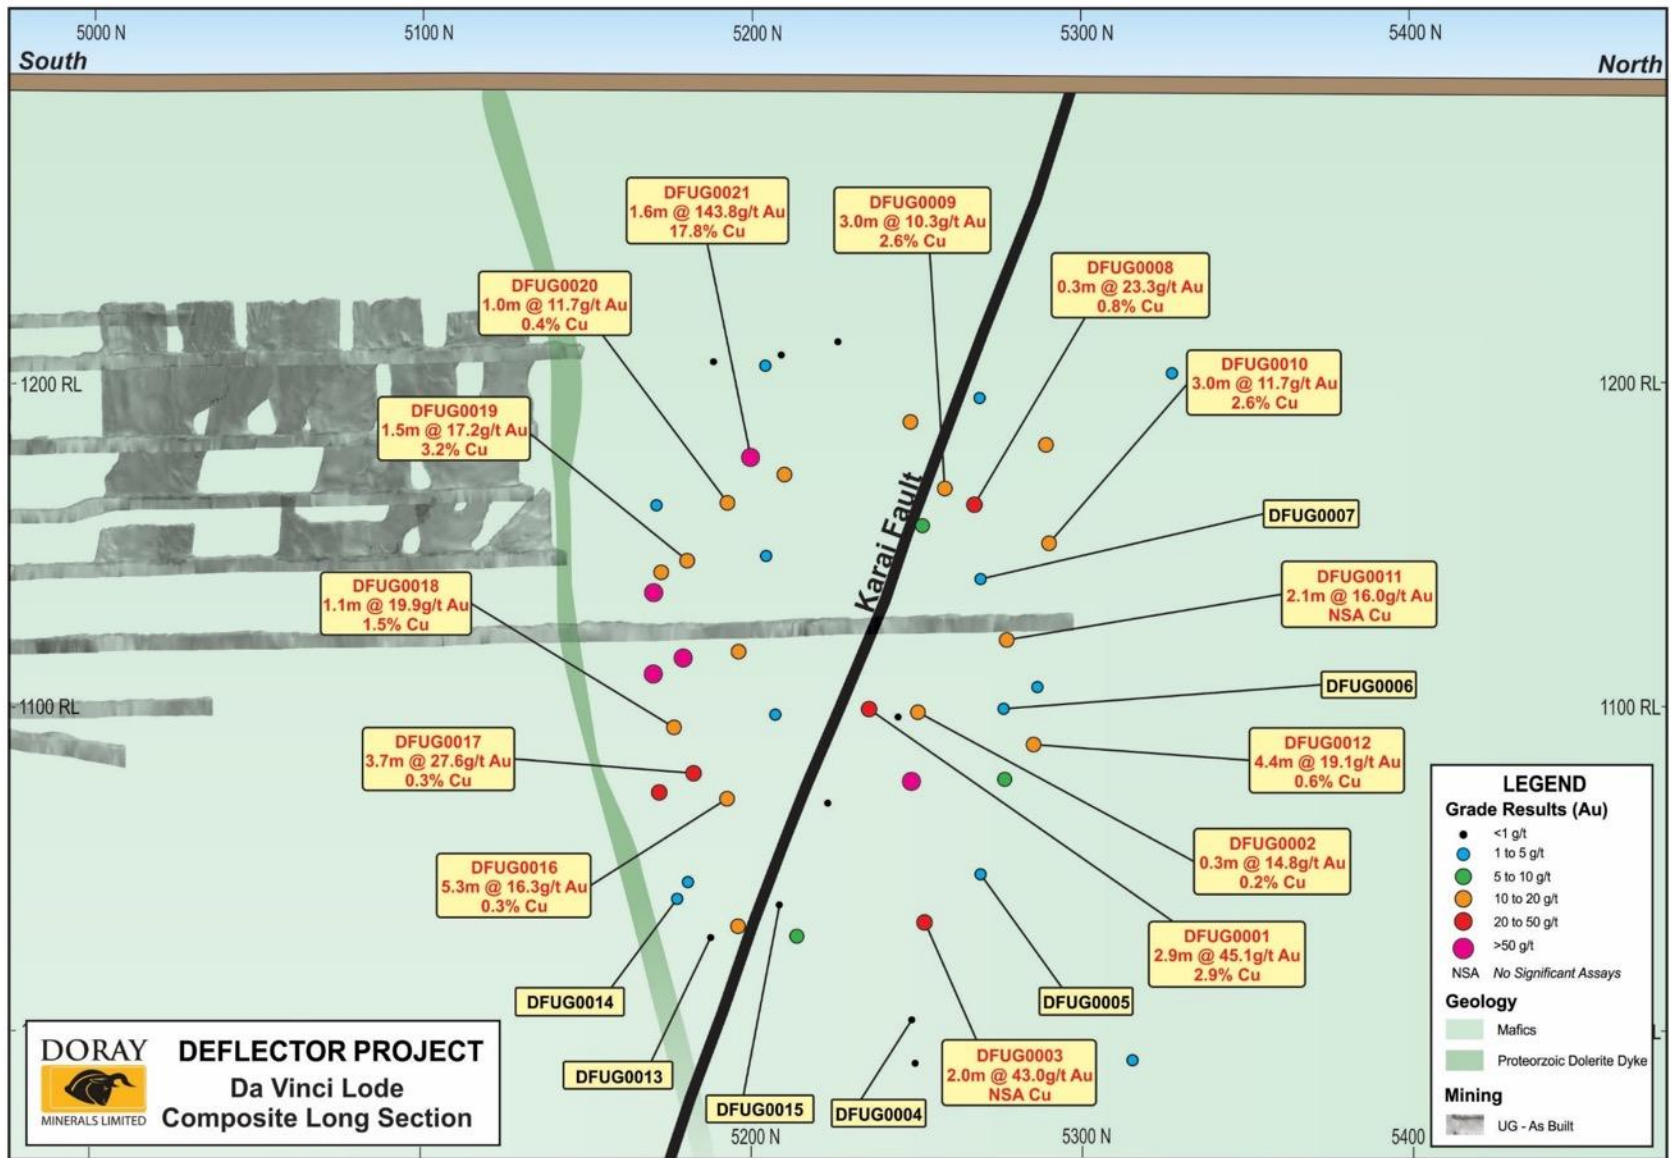 5000 N
5100 N
5200 N
5300 N
5400 N
South
North
DFUG0021
1.6m @ 143.8g/t Au
17.8% Cu
DFUG0009
3.0m @ 10.3g/t Au
2.6% Cu
DFUG0008
0.3m @ 23.3g/t Au
0.8% Cu
DFUG0020
1.0m @ 11.7g/t Au
0.4% Cu
DFUG0010
3.0m @ 11.7g/t Au
2.6% Cu
1200 RL
1200 RL
DFUG0019
1.5m @ 17.2g/t Au
3.2% Cu
Karai Fault
DFUG0007
DFUG0018
1.1m @ 19.9g/t Au
1.5% Cu
DFUG0011
2.1m @ 16.0g/t Au
NSA Cu
DFUG0006
1100 RL
1100 RL
DFUG0017
3.7m @ 27.6g/t Au
0.3% Cu
DFUG0012
4.4m @ 19.1g/t Au
0.6% Cu
DFUG0016
5.3m @ 16.3g/t Au
0.3% Cu
DFUG0002
0.3m @ 14.8g/t Au
0.2% Cu
DFUG0001
2.9m @ 45.1g/t Au
2.9% Cu
DFUG0014
DFUG0005
DFUG0013
DFUG0003
2.0m @ 43.0g/t Au
NSA Cu
DFUG0015
DFUG0004
5200 N
5300 N
5400
LEGEND
Grade Results (Au)
<1 g/t
1 to 5 g/t
5 to 10 g/t
10 to 20 g/t
20 to 50 g/t
>50 g/t
NSA No Significant Assays
Geology
Mafics
Proteorzoic Dolerite Dyke
Mining
UG - As Built
DORAY
MINERALS LIMITED
DEFLECTOR PROJECT
Da Vinci Lode
Composite Long Section